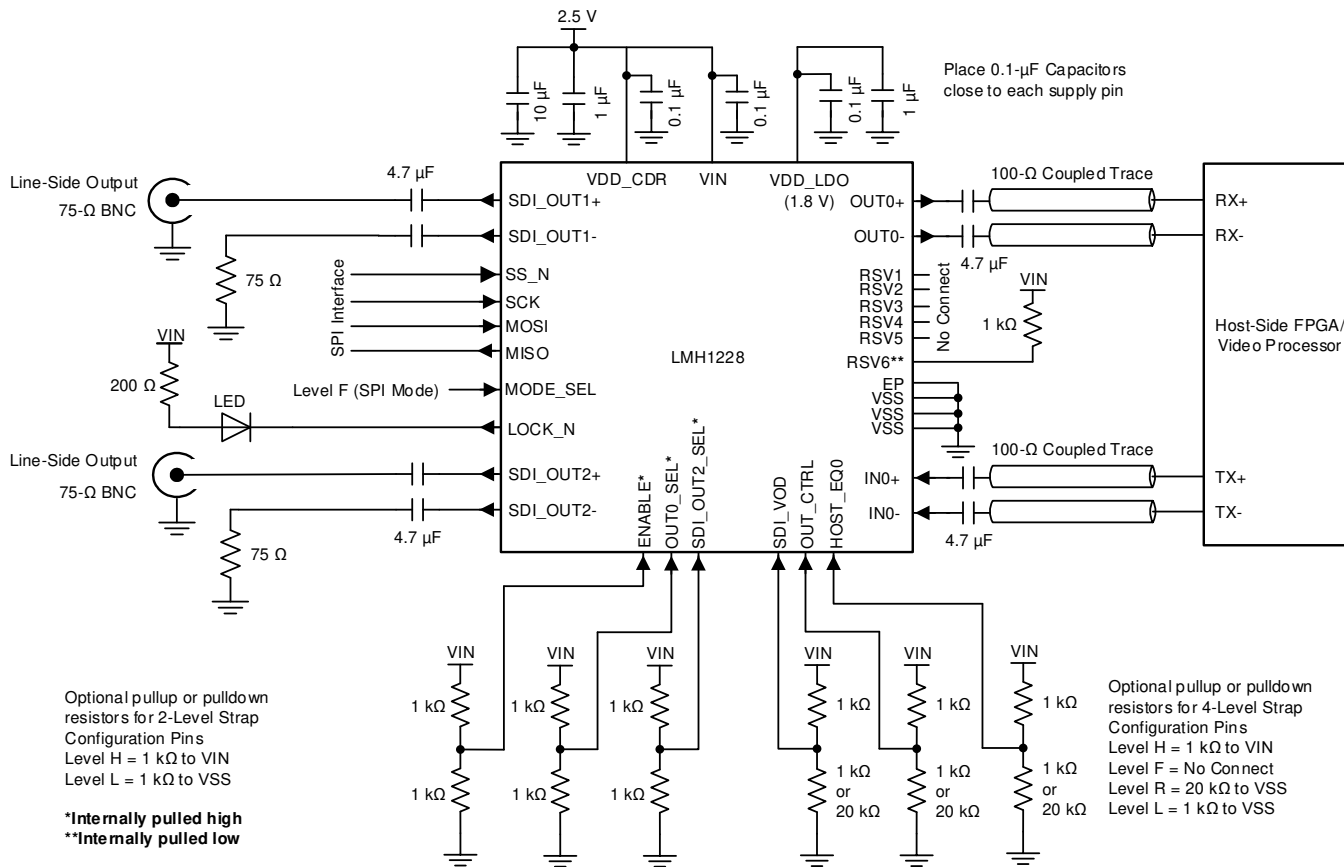 2.5 V
10 µF
1 µF
0.1 µF
0.1 µF
0.1 µF
1 µF
Place 0.1-µF Capacitors
close to each supply pin
Line-Side Output
75-Ω BNC
4.7 µF
75 Ω
SPI Interface
VIN
200 Ω
LED
Level F (SPI Mode)
Line-Side Output
75-Ω BNC
4.7 µF
75 Ω
VDD_CDR
VIN
VDD_LDO
(1.8 V)
SDI_OUT1+
SDI_OUT1-
SS_N
SCK
MOSI
MISO
MODE_SEL
LOCK_N
SDI_OUT2+
SDI_OUT2-
LMH1228
OUT0+
OUT0-
RSV1
RSV2
RSV3
RSV4
RSV5
RSV6**
EP
VSS
VSS
VSS
IN0+
IN0-
ENABLE*
OUT0_SEL*
SDI_OUT2_SEL*
SDI_VOD
OUT_CTRL
HOST_EQ0
No Connect
100-Ω Coupled Trace
4.7 µF
VIN
1 kΩ
100-Ω Coupled Trace
4.7 µF
RX+
RX-
Host-Side FPGA/
Video Processor
TX+
TX-
VIN
1 kΩ
1 kΩ
VIN
1 kΩ
1 kΩ
VIN
1 kΩ
1 kΩ
VIN
1 kΩ
1 kΩ
or
20 kΩ
VIN
1 kΩ
1 kΩ
or
20 kΩ
VIN
1 kΩ
1 kΩ
or
20 kΩ
Optional pullup or pulldown
resistors for 2-Level Strap
Configuration Pins
Level H = 1 kΩ to VIN
Level L = 1 kΩ to VSS
*Internally pulled high
**Internally pulled low
Optional pullup or pulldown
resistors for 4-Level Strap
Configuration Pins
Level H = 1 kΩ to VIN
Level F = No Connect
Level R = 20 kΩ to VSS
Level L = 1 kΩ to VSS